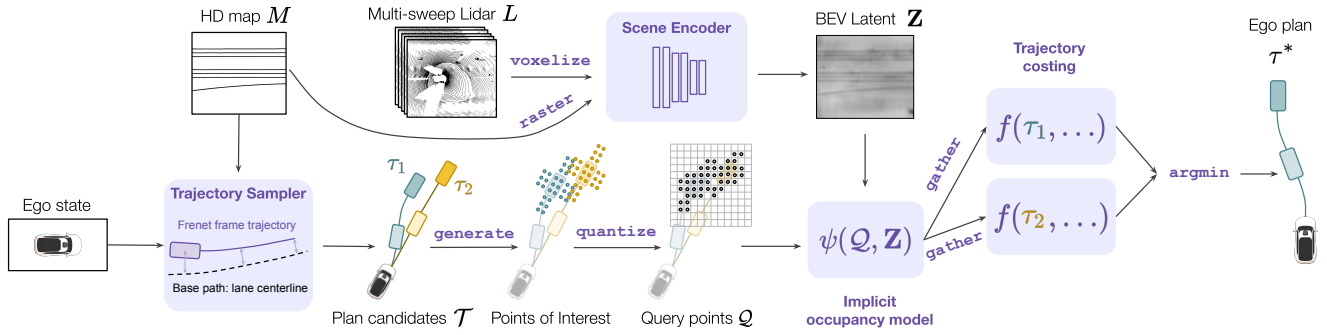 HD map M
Multi-sweep Lidar L
Scene Encoder
BEV Latent Z
Ego plan
τ*
Trajectory
costing
voelize
raster
f(τ₁, ...)
gather
argmin
Trajectory Sampler
Ego state
Frenet frame trajectory
Base path: lane centerline
τ₁
τ₂
generate
quantize
ψ(𝒬, Z)
gather
f(τ₂, ...)
Plan candidates 𝒯
Points of Interest
Query points 𝒬
Implicit
occupancy model